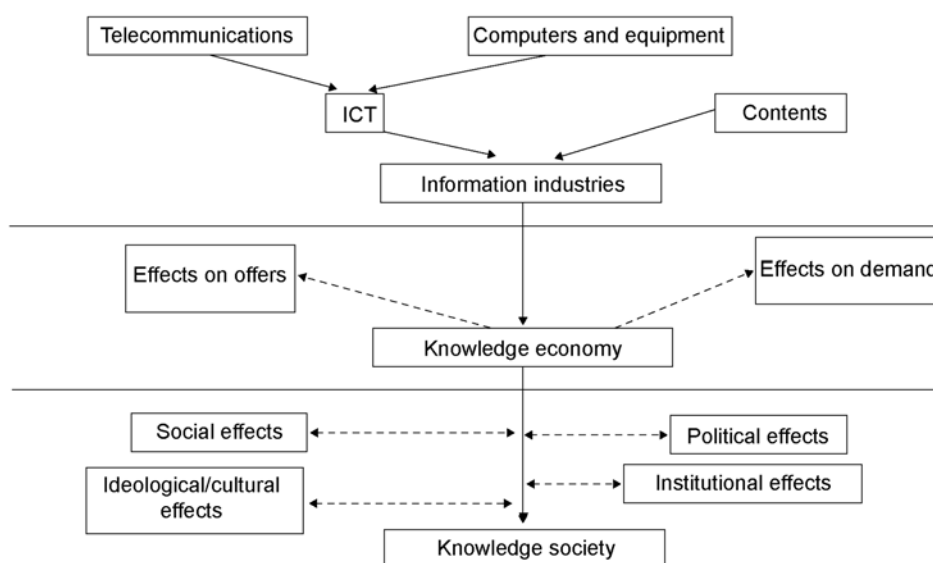 Telecommunications
Computers and equipment
ICT
Contents
Information industries
Effects on offers
Effects on demand
Knowledge economy
Social effects
Political effects
Ideological/cultural
effects
Institutional effects
Knowledge society